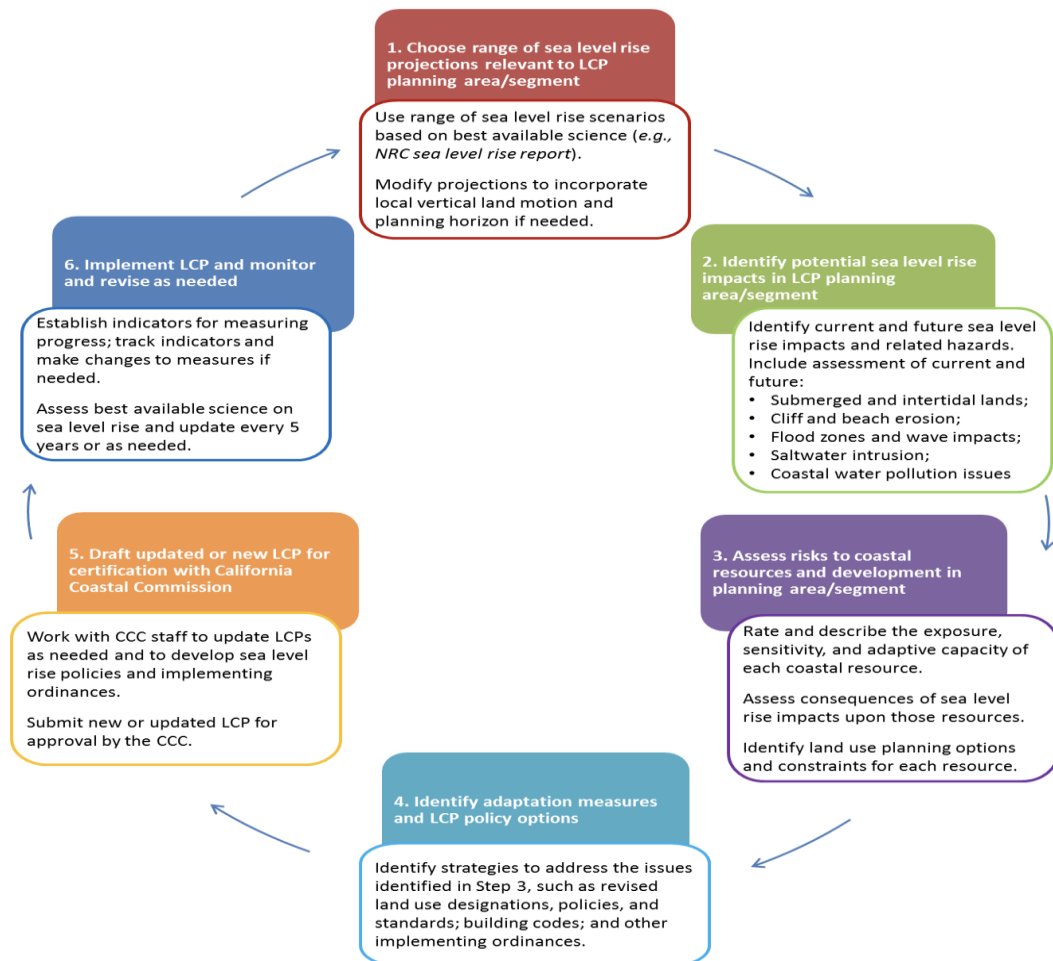 1. Choose range of sea level rise
projections relevant to LCP
planning area/segment
Use range of sea level rise scenarios
based on best available science (e.g.,
NRC sea level rise report).
Modify projections to incorporate
local vertical land motion and
planning horizon if needed.
2. Identify potential sea level rise
impacts in LCP planning
area/segment
Identify current and future sea level
rise impacts and related hazards.
Include assessment of current and
future:
• Submerged and intertidal lands;
• Cliff and beach erosion;
• Flood zones and wave impacts;
• Saltwater intrusion;
• Coastal water pollution issues
3. Assess risks to coastal
resources and development in
planning area/segment
Rate and describe the exposure,
sensitivity, and adaptive capacity of
each coastal resource.
Assess consequences of sea level
rise impacts upon those resources.
Identify land use planning options
and constraints for each resource.
4. Identify adaptation measures
and LCP policy options
Identify strategies to address the issues
identified in Step 3, such as revised
land use designations, policies, and
standards; building codes; and other
implementing ordinances.
5. Draft updated or new LCP for
certification with California
Coastal Commission
Work with CCC staff to update LCPs
as needed and to develop sea level
rise policies and implementing
ordinances.
Submit new or updated LCP for
approval by the CCC.
6. Implement LCP and monitor
and revise as needed
Establish indicators for measuring
progress; track indicators and
make changes to measures if
needed.
Assess best available science on
sea level rise and update every 5
years or as needed.